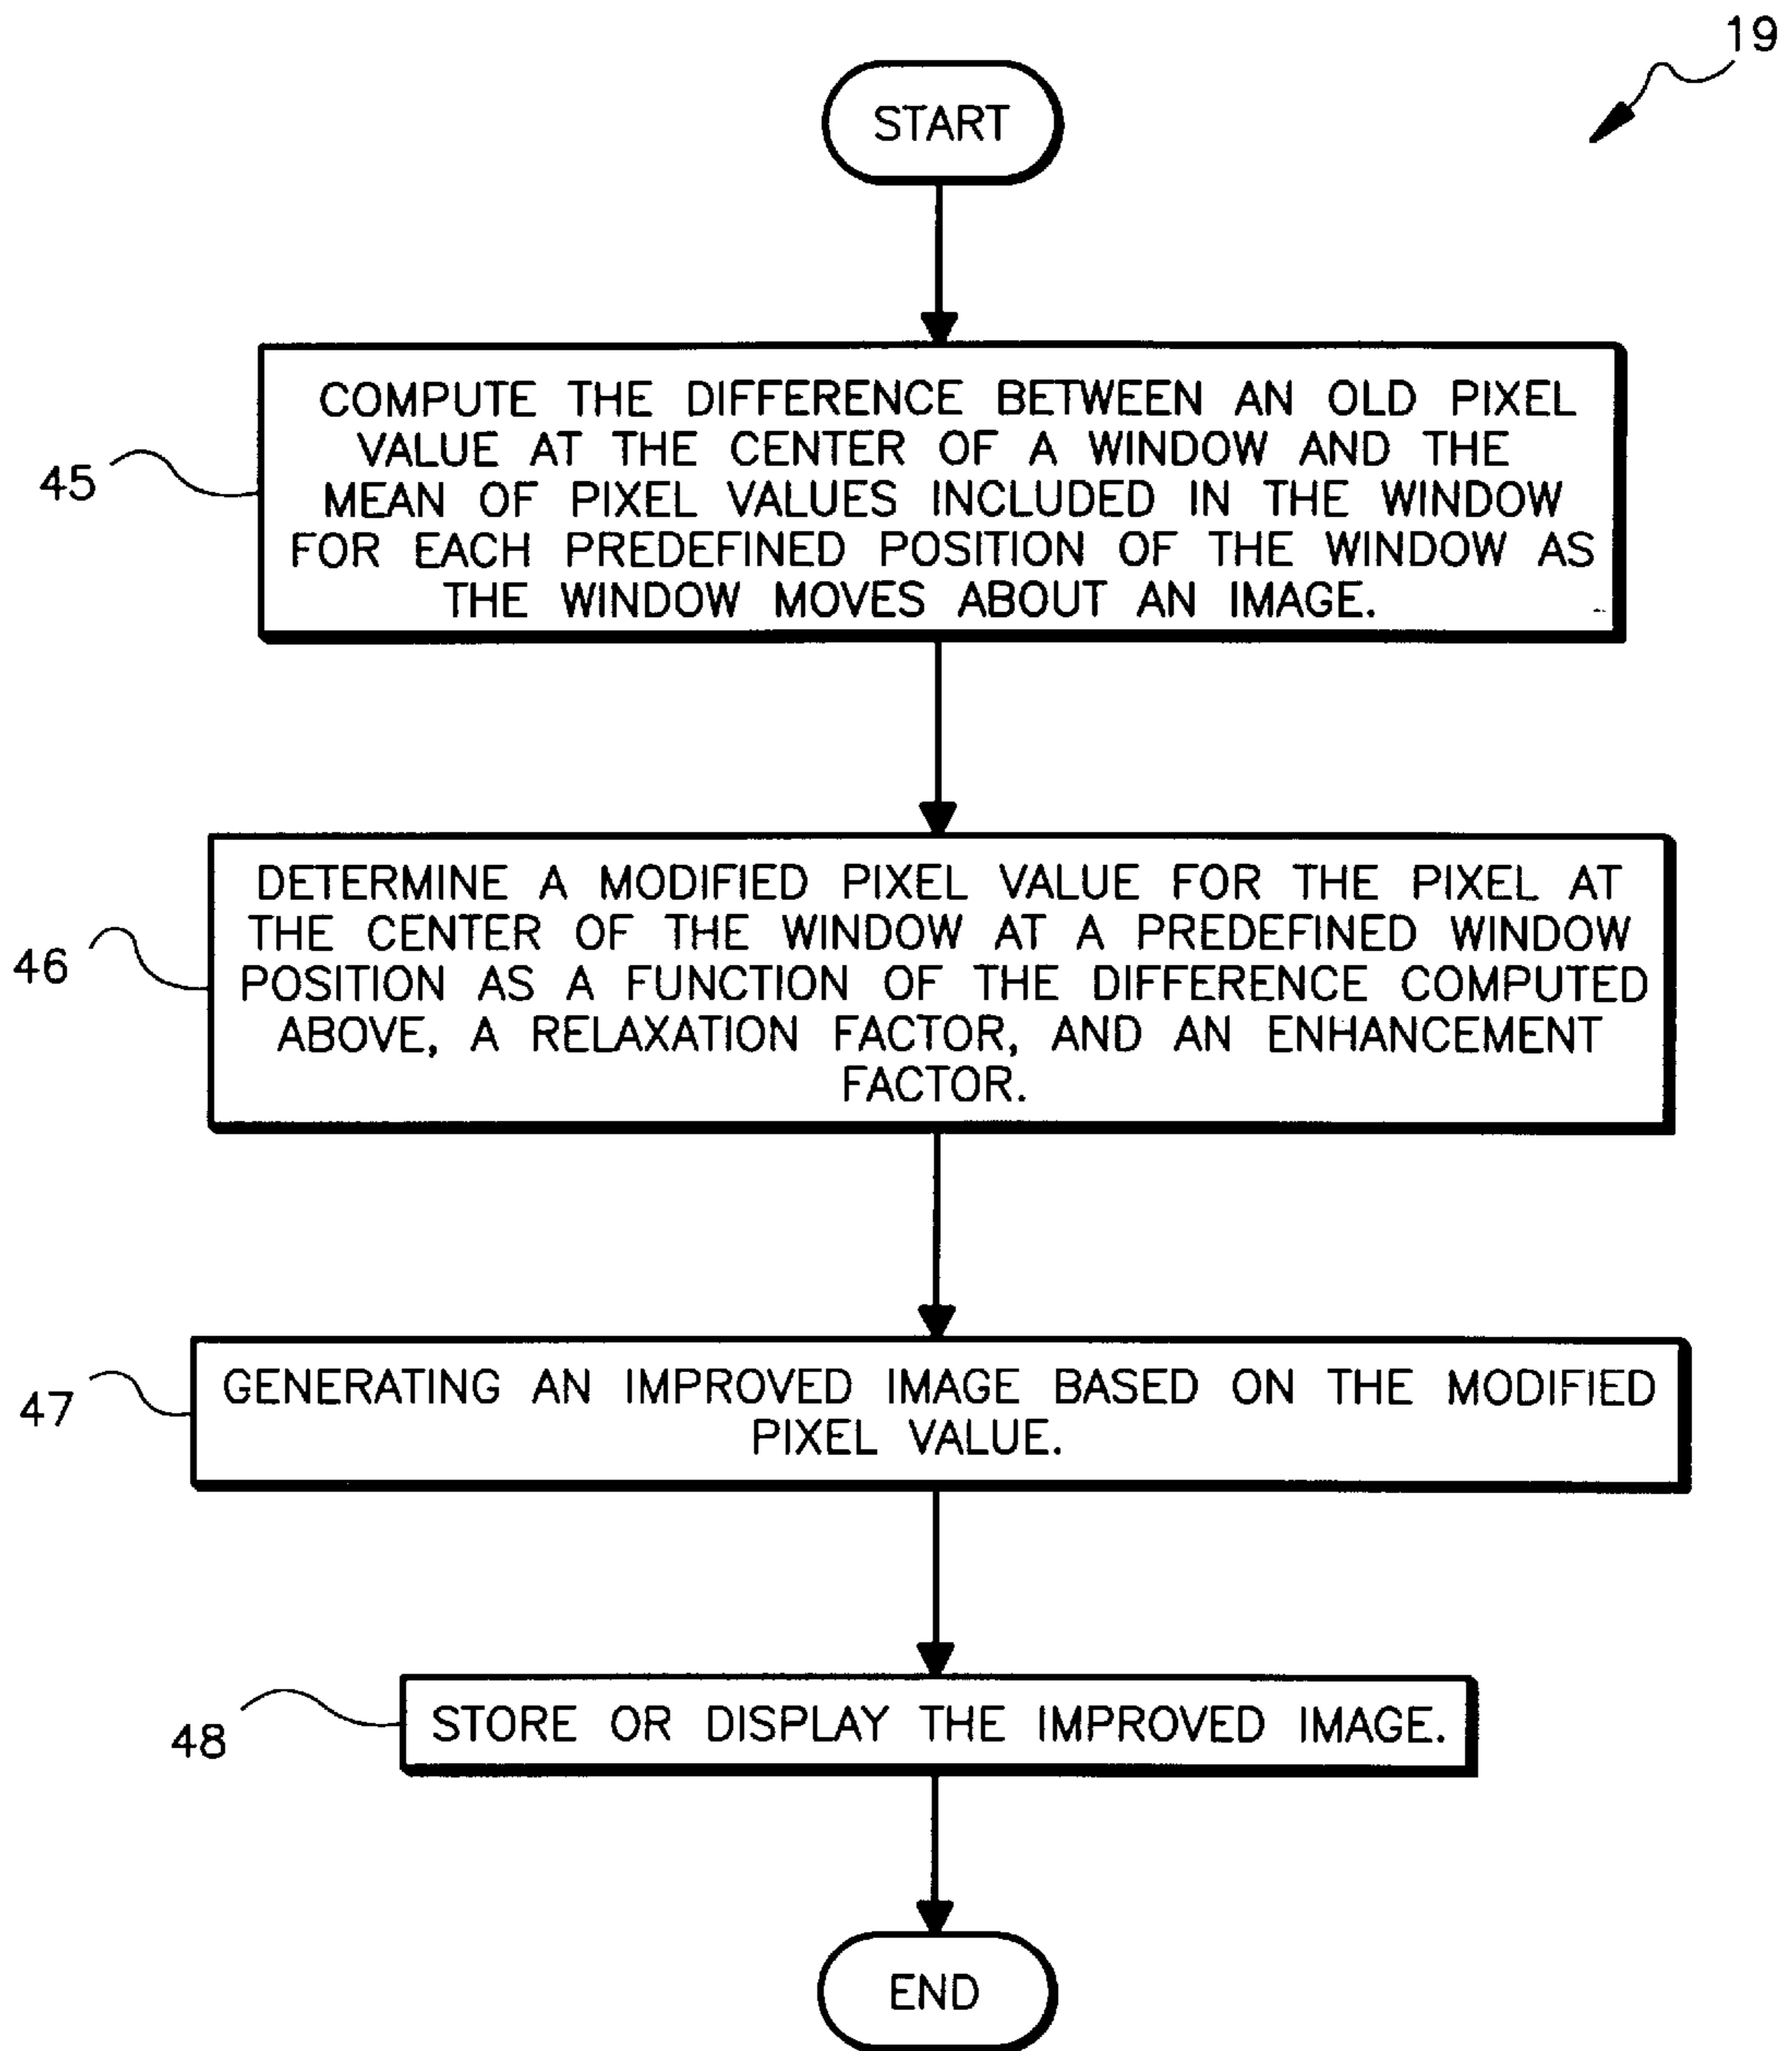 19
START
45
COMPUTE THE DIFFERENCE BETWEEN AN OLD PIXEL
VALUE AT THE CENTER OF A WINDOW AND THE
MEAN OF PIXEL VALUES INCLUDED IN THE WINDOW
FOR EACH PREDEFINED POSITION OF THE WINDOW AS
THE WINDOW MOVES ABOUT AN IMAGE.
46
DETERMINE A MODIFIED PIXEL VALUE FOR THE PIXEL AT
THE CENTER OF THE WINDOW AT A PREDEFINED WINDOW
POSITION AS A FUNCTION OF THE DIFFERENCE COMPUTED
ABOVE, A RELAXATION FACTOR, AND AN ENHANCEMENT
FACTOR.
47
GENERATING AN IMPROVED IMAGE BASED ON THE MODIFIED
PIXEL VALUE.
48
STORE OR DISPLAY THE IMPROVED IMAGE.
END